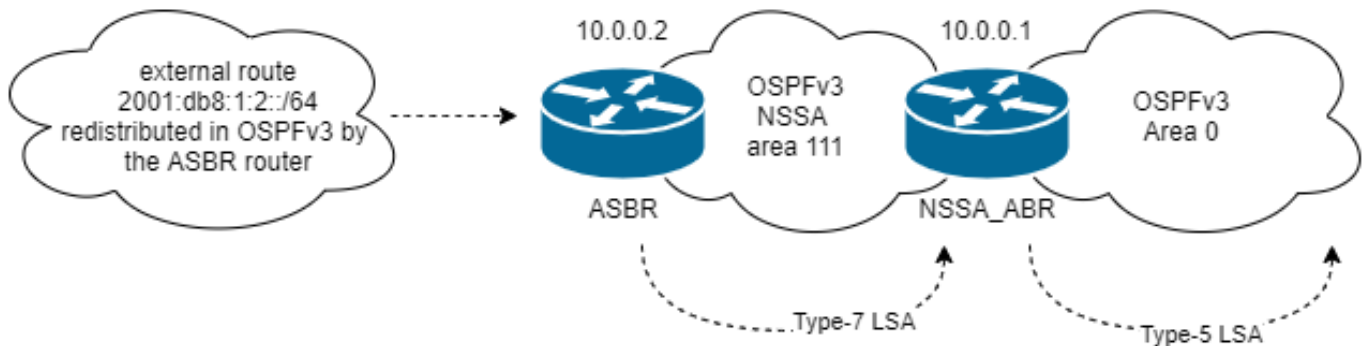 external route
2001:db8:1:2::/64
redistributed in OSPFv3 by
the ASBR router
10.0.0.2
ASBR
OSPFv3
NSSA
area 111
10.0.0.1
NSSA_ABR
OSPFv3
Area 0
Type-7 LSA
Type-5 LSA